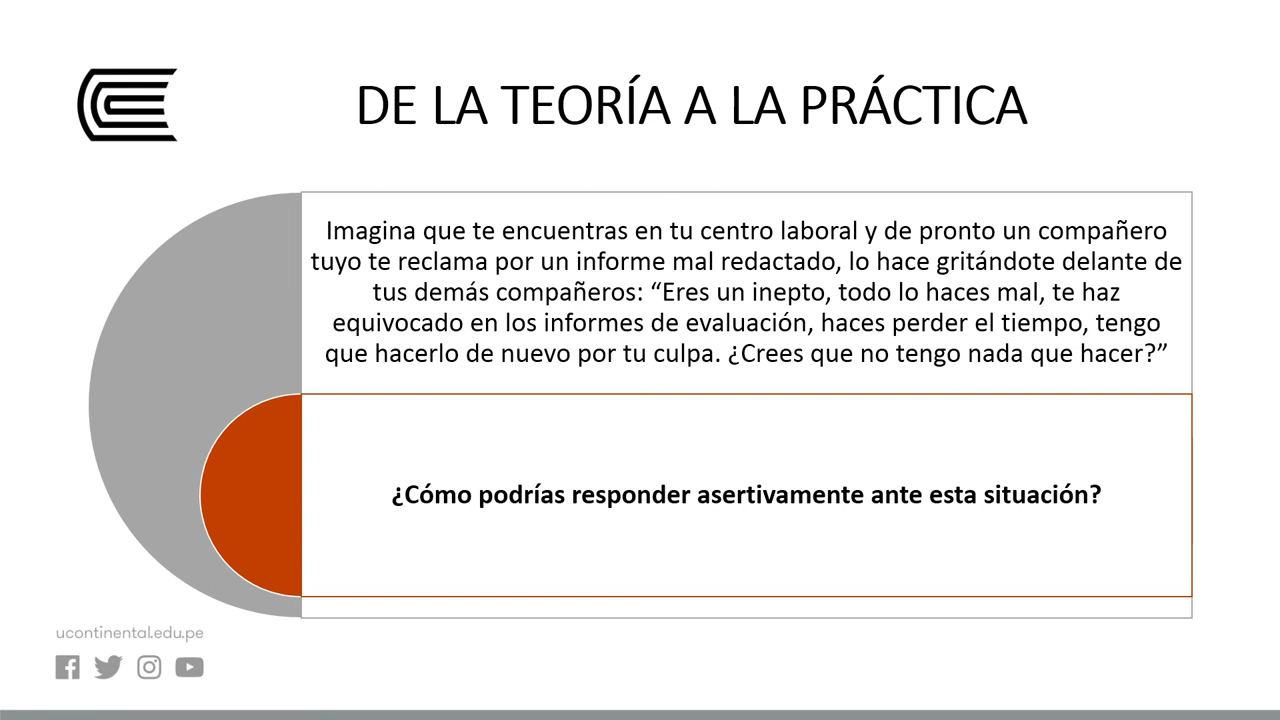 DE LA TEORÍA A LA PRÁCTICA
Imagina que te encuentras en tu centro laboral y de pronto un compañero
tuyo te reclama por un informe mal redactado, lo hace gritándote delante de
tus demás compañeros: “Eres un inepto, todo lo haces mal, te haz
equivocado en los informes de evaluación, haces perder el tiempo, tengo
que hacerlo de nuevo por tu culpa. ¿Crees que no tengo nada que hacer?”
¿Cómo podrías responder asertivamente ante esta situación?
ucontinental.edu.pe